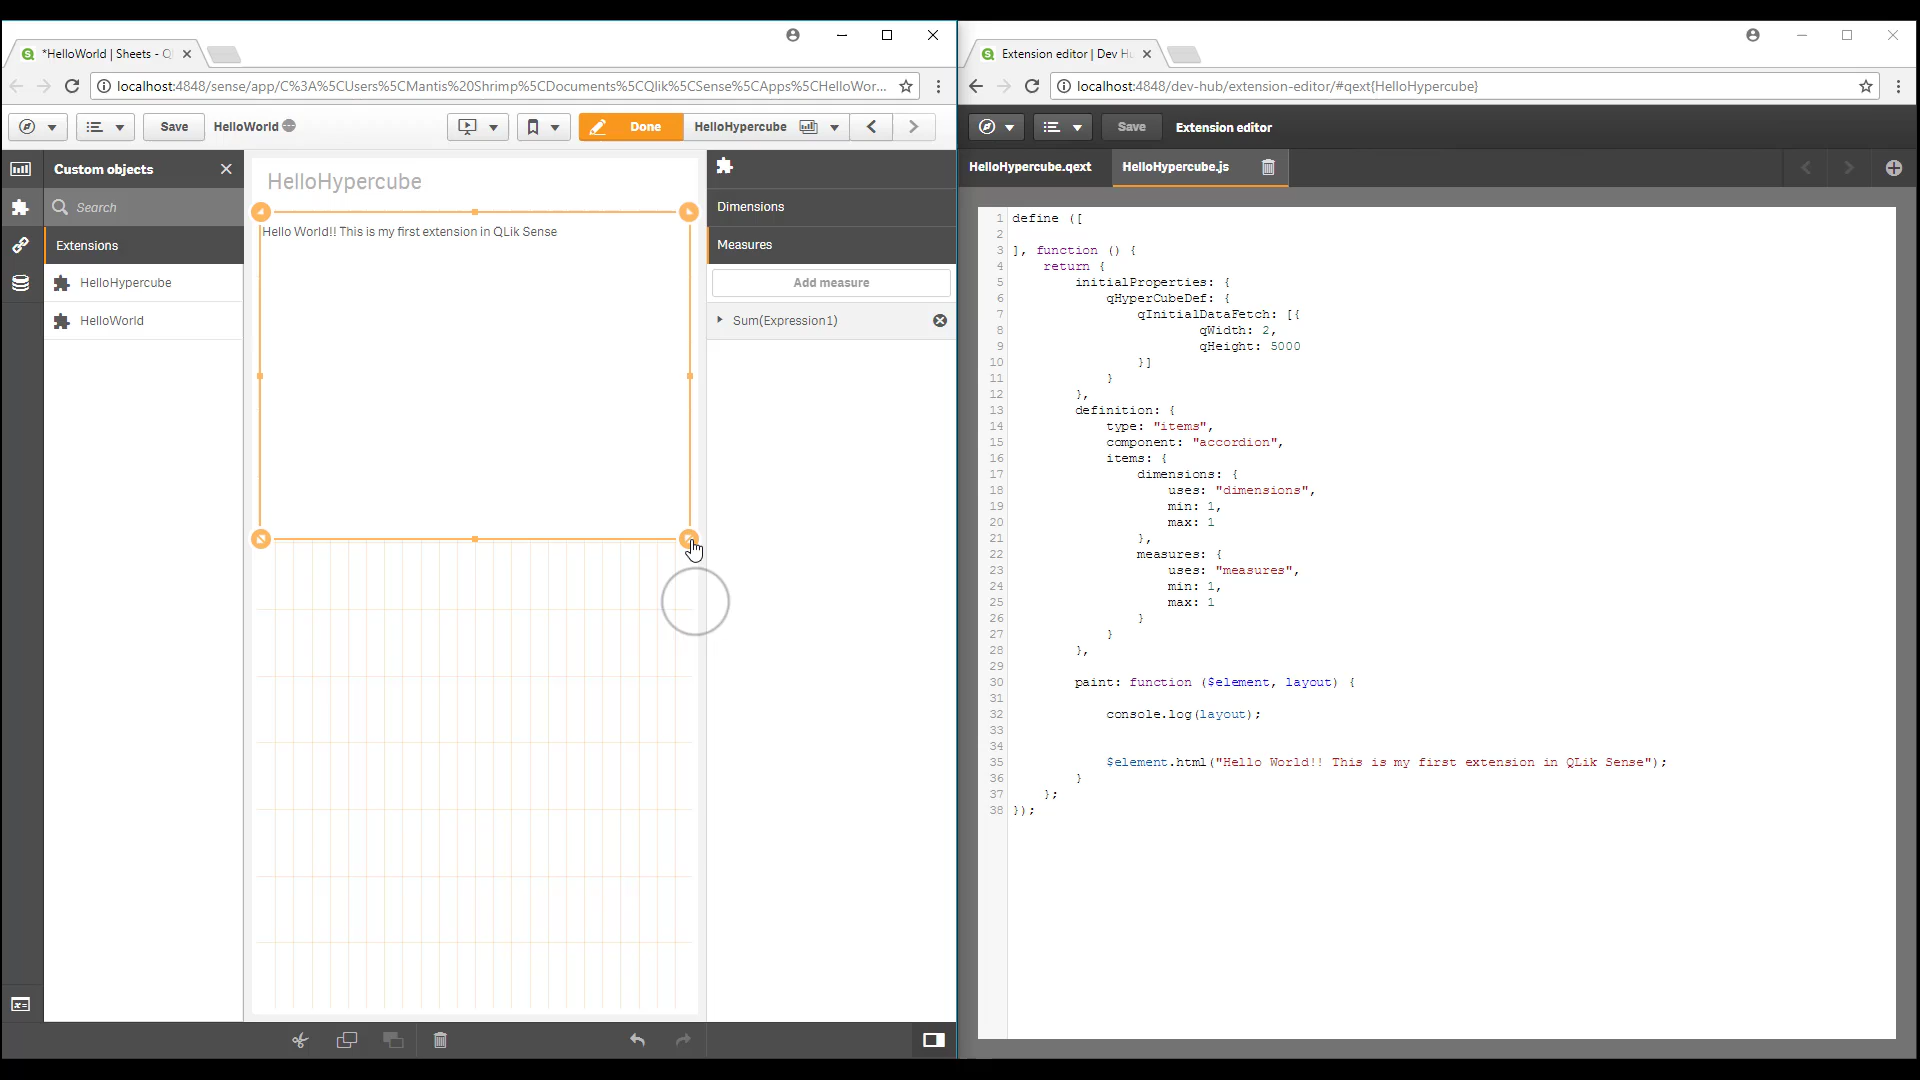 *HelloWorld | Sheets - Q
localhost:4848/sense/app/C%3A%5CUsers%5CMantis%20Shrimp%5CDocuments%5CQlik%5CSense%5CApps%5CHelloWor...
Save
HelloWorld
Done
HelloHypercube
Custom objects
Search
Extensions
HelloHypercube
HelloWorld
HelloHypercube
Hello World!! This is my first extension in QLik Sense
Dimensions
Measures
Add measure
Sum(Expression1)
Extension editor | Dev H
localhost:4848/dev-hub/extension-editor/#qext{HelloHypercube}
Save
Extension editor
HelloHypercube.qext
HelloHypercube.js
1 define ([
2
3 ], function () {
4 return {
5 initialProperties: {
6 qHyperCubeDef: {
7 qInitialDataFetch: [{
8 qWidth: 2,
9 qHeight: 5000
10 }]
11 }
12 },
13 definition: {
14 type: "items",
15 component: "accordion",
16 items: {
17 dimensions: {
18 uses: "dimensions",
19 min: 1,
20 max: 1
21 },
22 measures: {
23 uses: "measures",
24 min: 1,
25 max: 1
26 }
27 }
28 },
29
30 paint: function ($element, layout) {
31
32 console.log(layout);
33
34
35 $element.html("Hello World!! This is my first extension in QLik Sense");
36 }
37 };
38 });